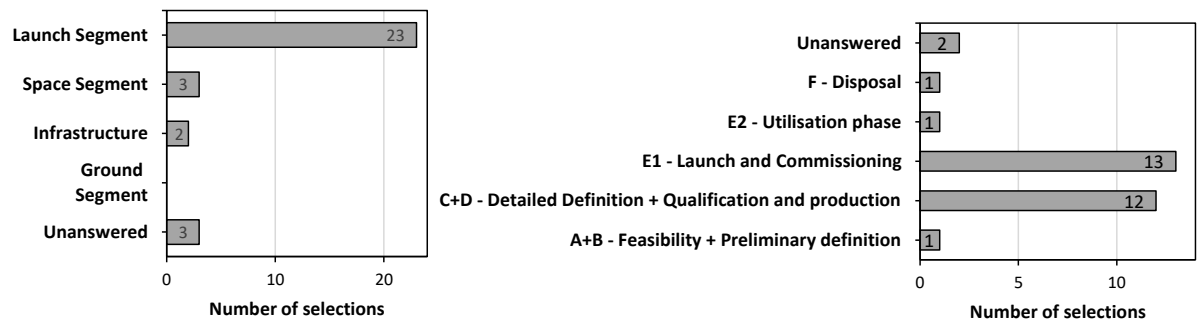 Launch Segment
23
Space Segment
3
Infrastructure
2
Ground
Segment
Unanswered
3
0
10
20
Number of selections
Unanswered
2
F - Disposal
1
E2 - Utilisation phase
1
E1 - Launch and Commissioning
13
C+D - Detailed Definition + Qualification and production
12
A+B - Feasibility + Preliminary definition
1
0
5
10
Number of selections